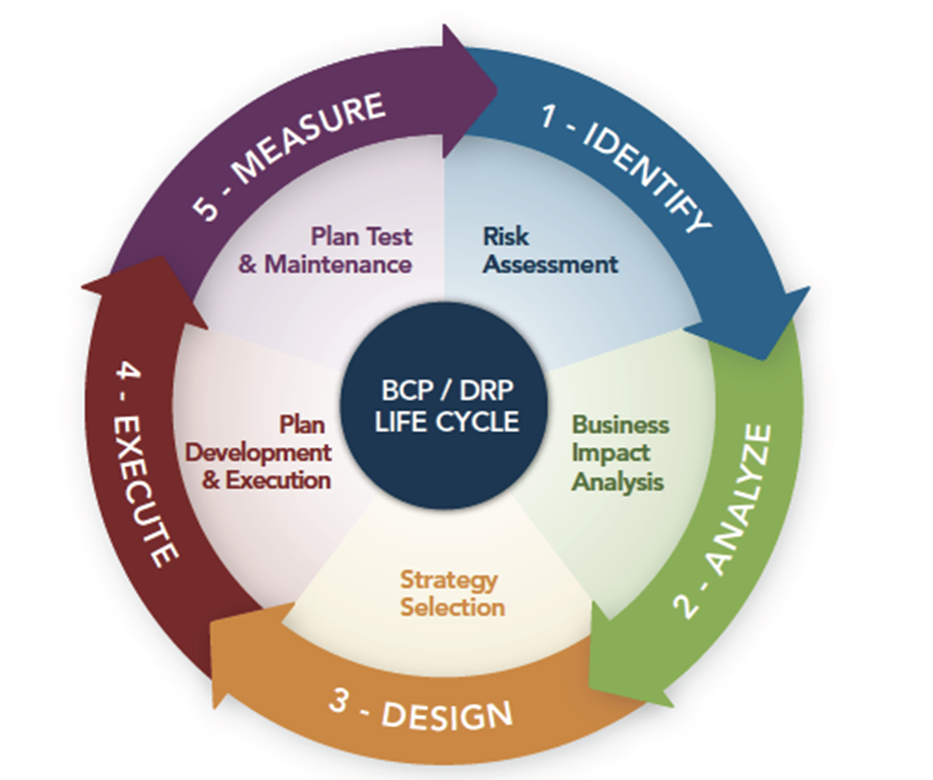 5 - MEASURE
1 - IDENTIFY
Plan Test
& Maintenance
Risk
Assessment
4 - EXECUTE
Plan
Development
& Execution
BCP / DRP
LIFE CYCLE
Business
Impact
Analysis
2 - ANALYZE
Strategy
Selection
3 - DESIGN